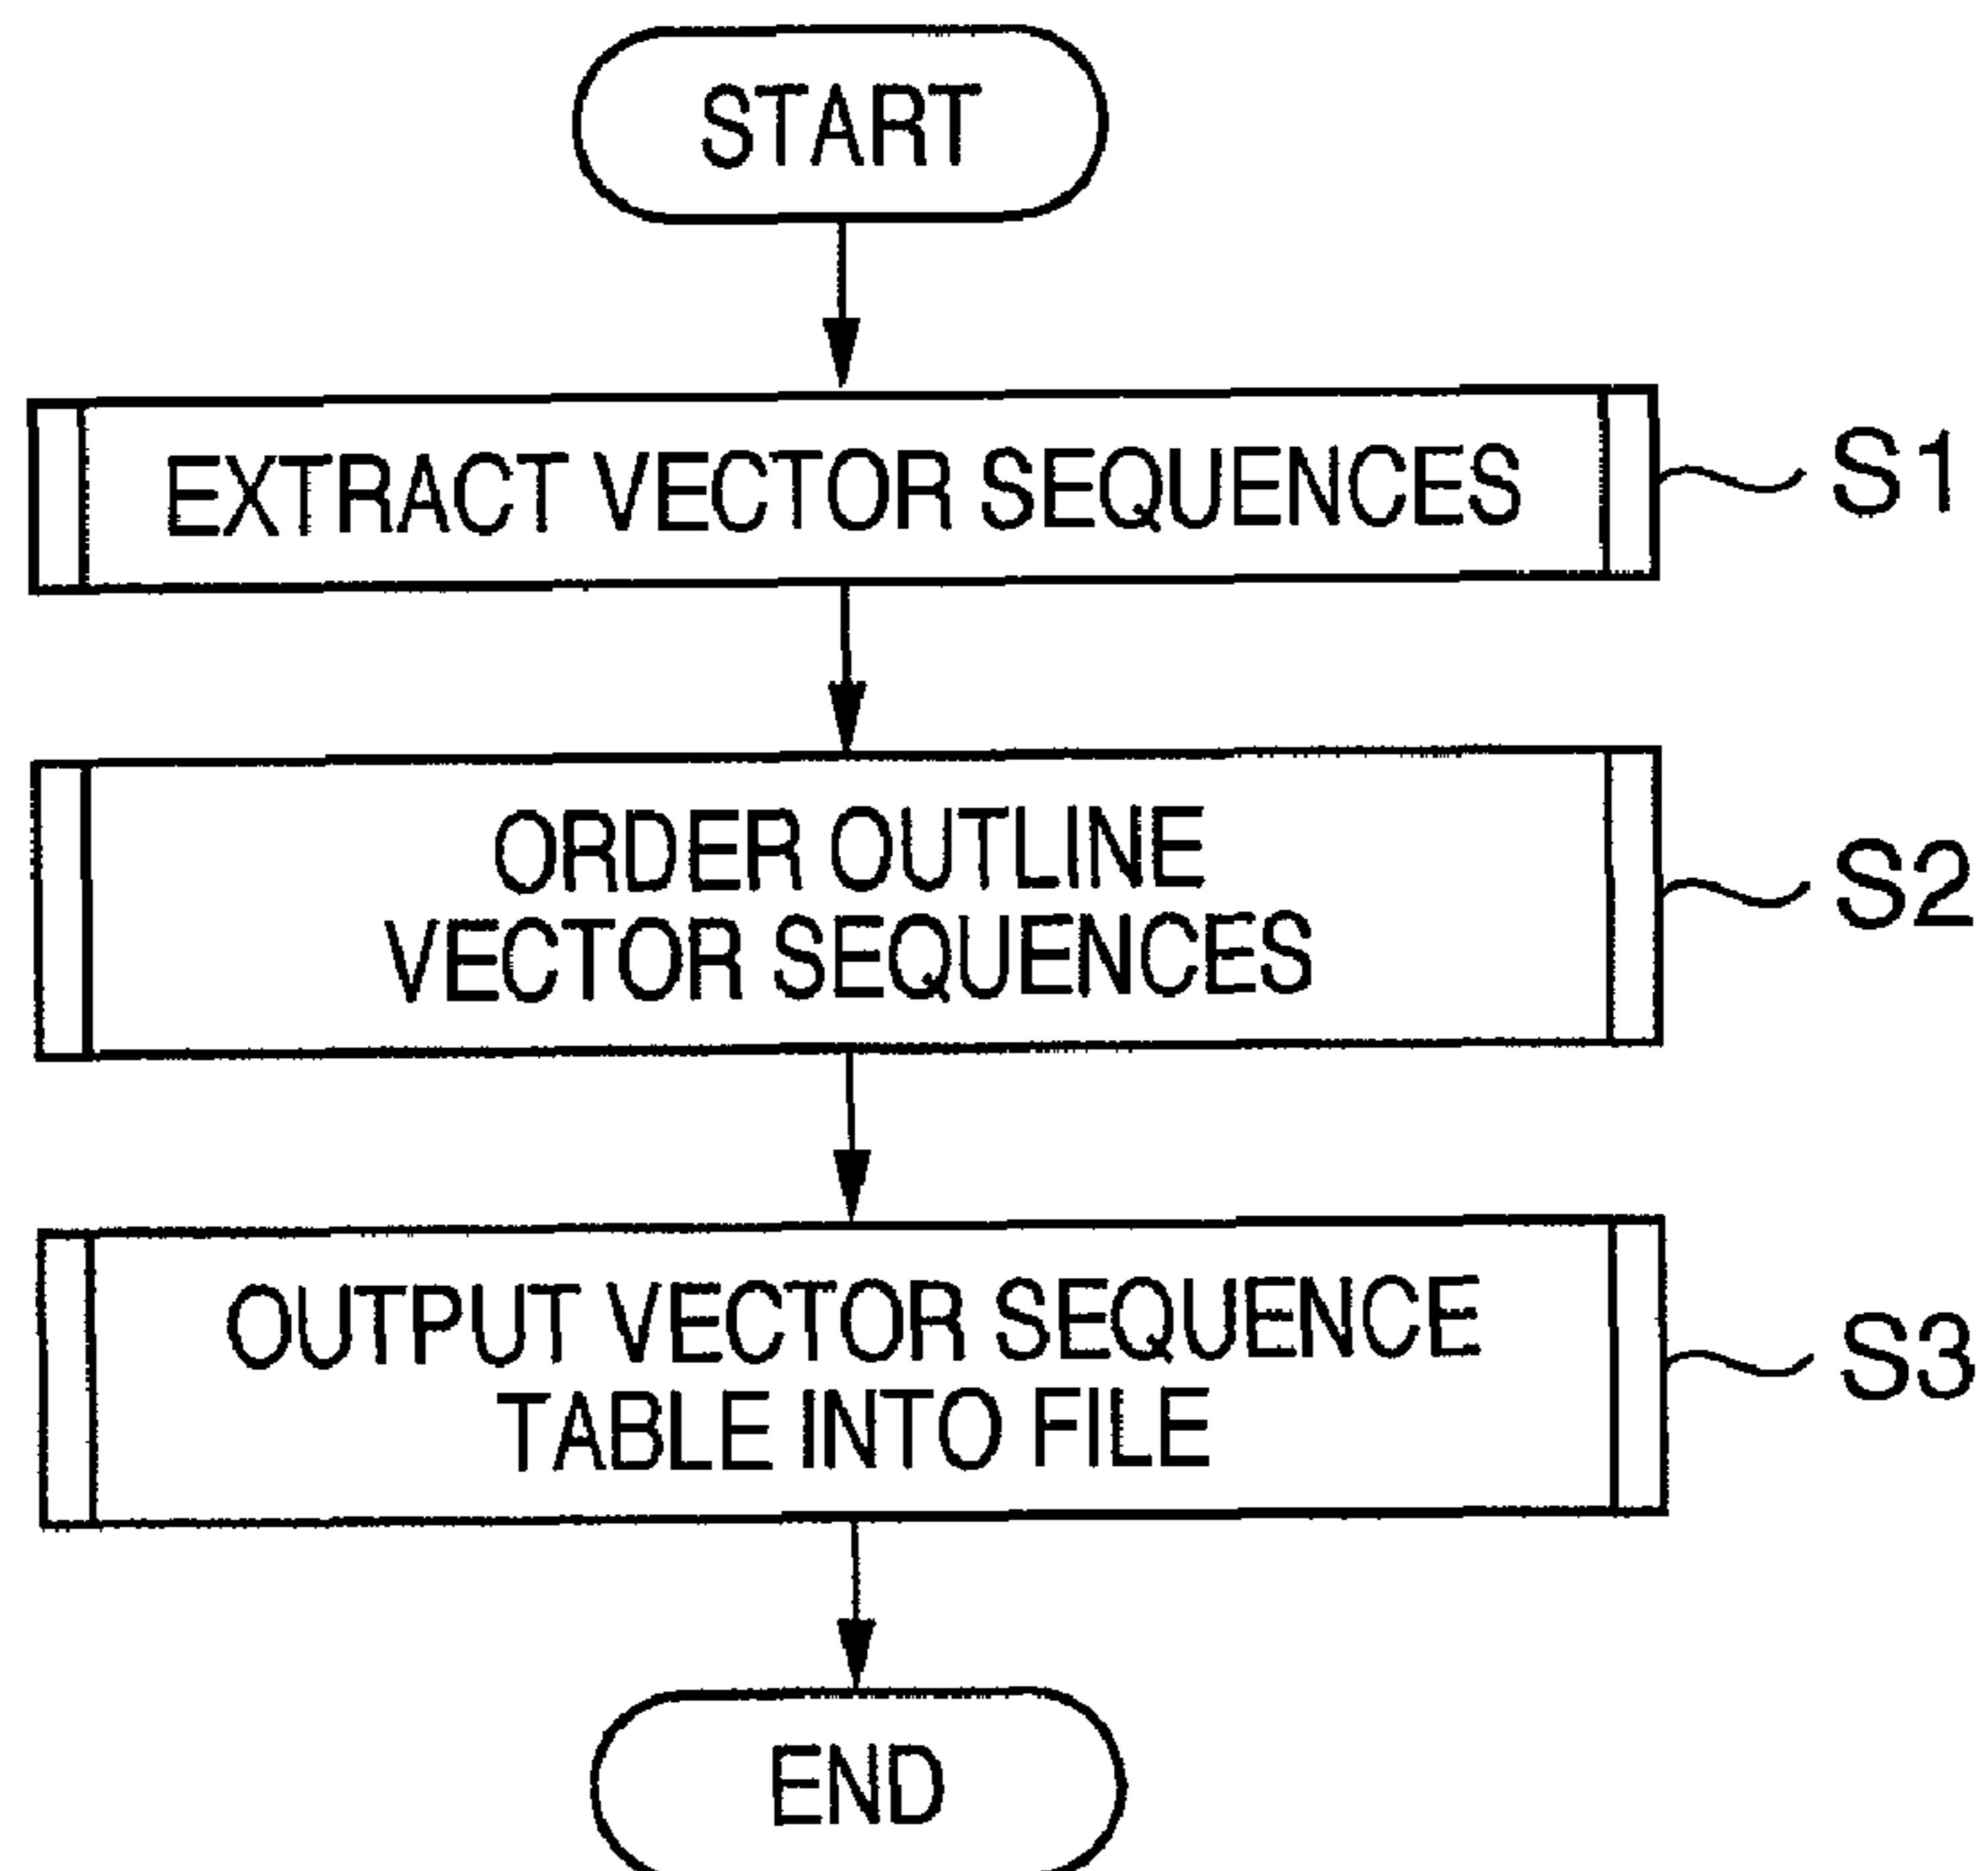 START
EXTRACT VECTOR SEQUENCES
S1
ORDER OUTLINE
VECTOR SEQUENCES
S2
OUTPUT VECTOR SEQUENCE
TABLE INTO FILE
S3
END